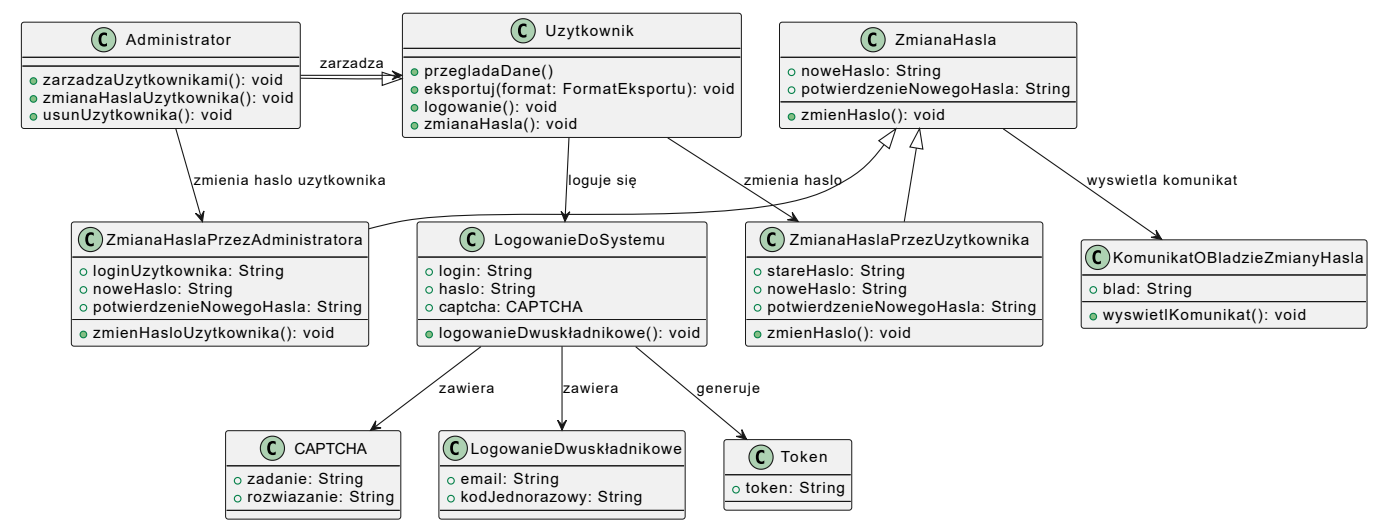 C Administrator
zarzadzaUzytkownikami(): void
zmianaHaslaUzytkownika(): void
usunUzytkownika(): void
zarzadza
C Uzytkownik
przegladaDane()
eksportuj(format: FormatEksportu): void
logowanie(): void
zmianaHasla(): void
C ZmianaHasla
noweHaslo: String
potwierdzenieNowegoHasla: String
zmienHaslo(): void
zmienia haslo uzytkownika
loguje się
zmienia haslo
wyswietla komunikat
C ZmianaHaslaPrzezAdministratora
loginUzytkownika: String
noweHaslo: String
potwierdzenieNowegoHasla: String
zmienHasloUzytkownika(): void
C LogowanieDoSystemu
login: String
haslo: String
captcha: CAPTCHA
logowanieDwuskładnikowe(): void
C ZmianaHaslaPrzezUzytkownika
stareHaslo: String
noweHaslo: String
potwierdzenieNowegoHasla: String
zmienHaslo(): void
C KomunikatOBladzieZmianyHasla
blad: String
wyswietlKomunikat(): void
zawiera
zawiera
generuje
C CAPTCHA
zadanie: String
rozwiazanie: String
C LogowanieDwuskładnikowe
email: String
kodJednorazowy: String
C Token
token: String